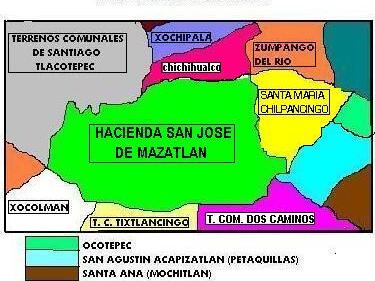 TERRENOS COMUNALES
DE SANTIAGO
TLACOTEPEC
XOCHIPALA
chichihualco
ZUMPANGO
DEL RIO
SANTA MARIA
CHILPANCINGO
HACIENDA SAN JOSE
DE MAZATLAN
XOCOLMAN
T. C. TIXTLANCINGO
T. COM. DOS CAMINOS
OCOTEPEC
SAN AGUSTIN ACAPIZATLAN (PETAQUILLAS)
SANTA ANA (MOCHITLAN)